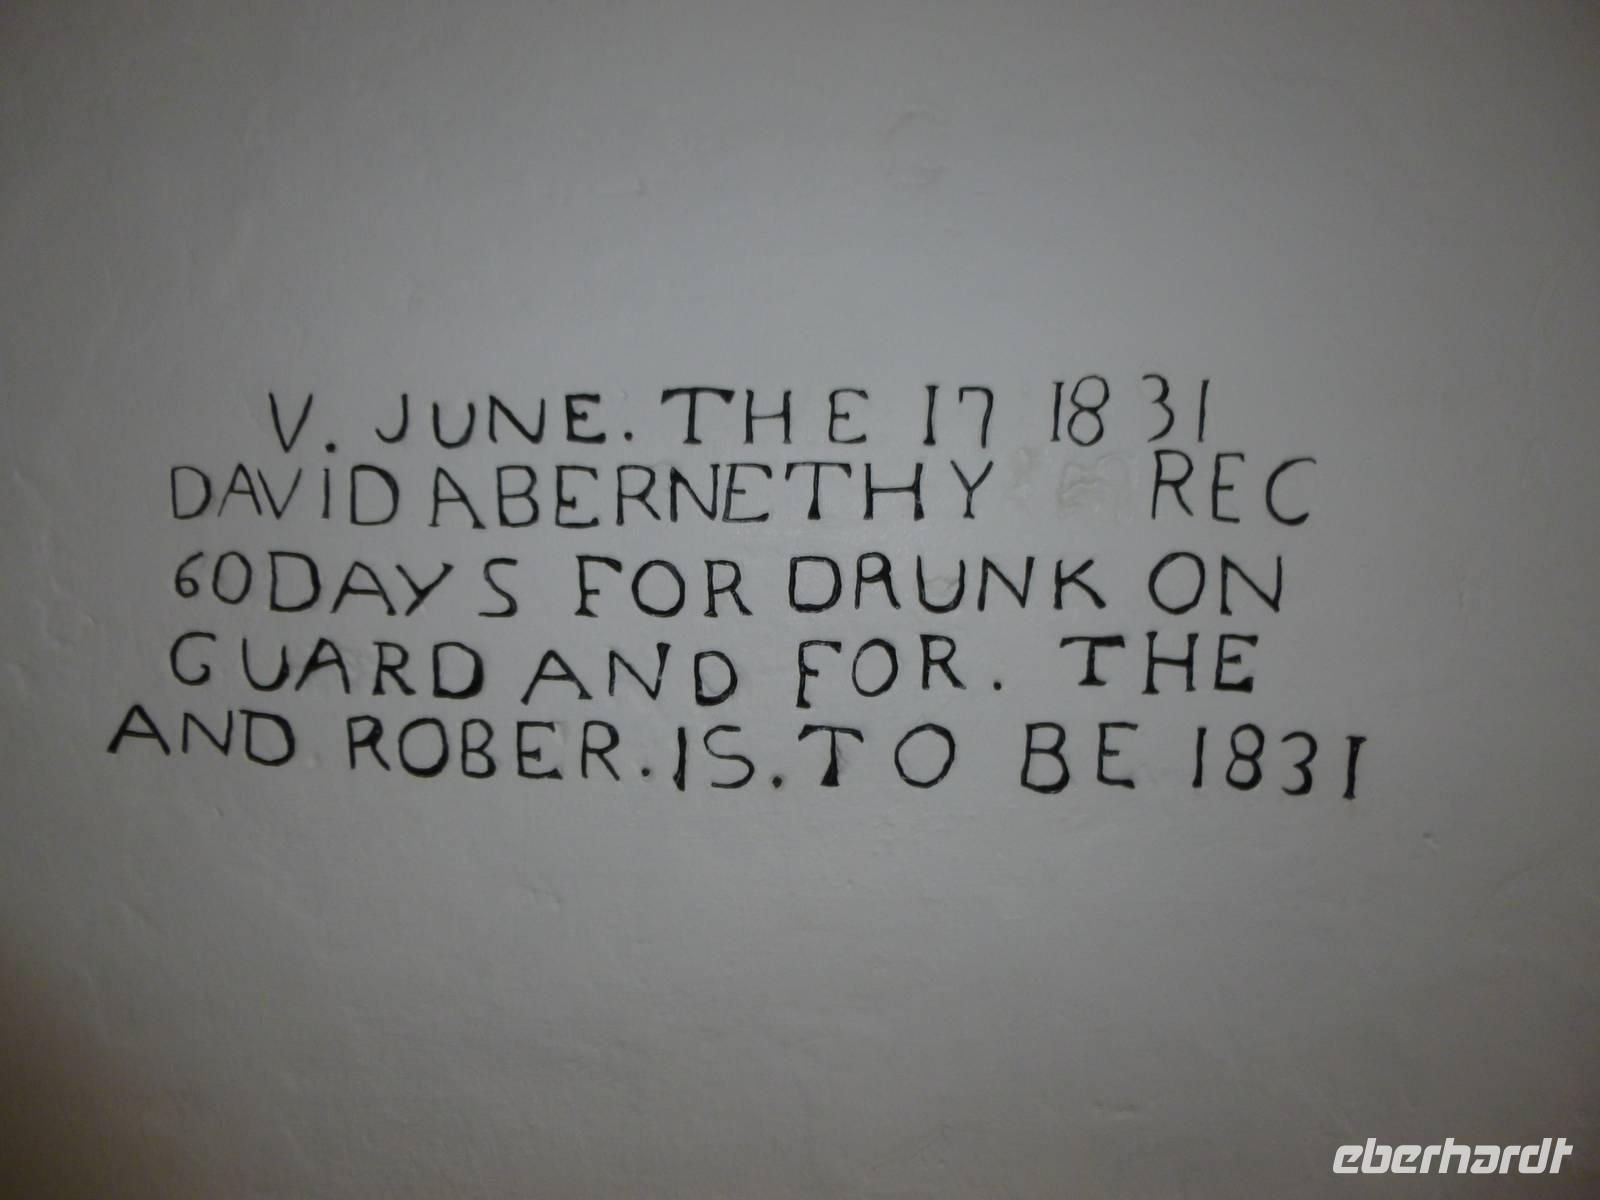 V. JUNE. THE 17 1831
DAVID ABERNETHY REC
60 DAYS FOR DRUNK ON
GUARD AND FOR. THE
AND ROBER. IS. TO BE 1831
eberhardt